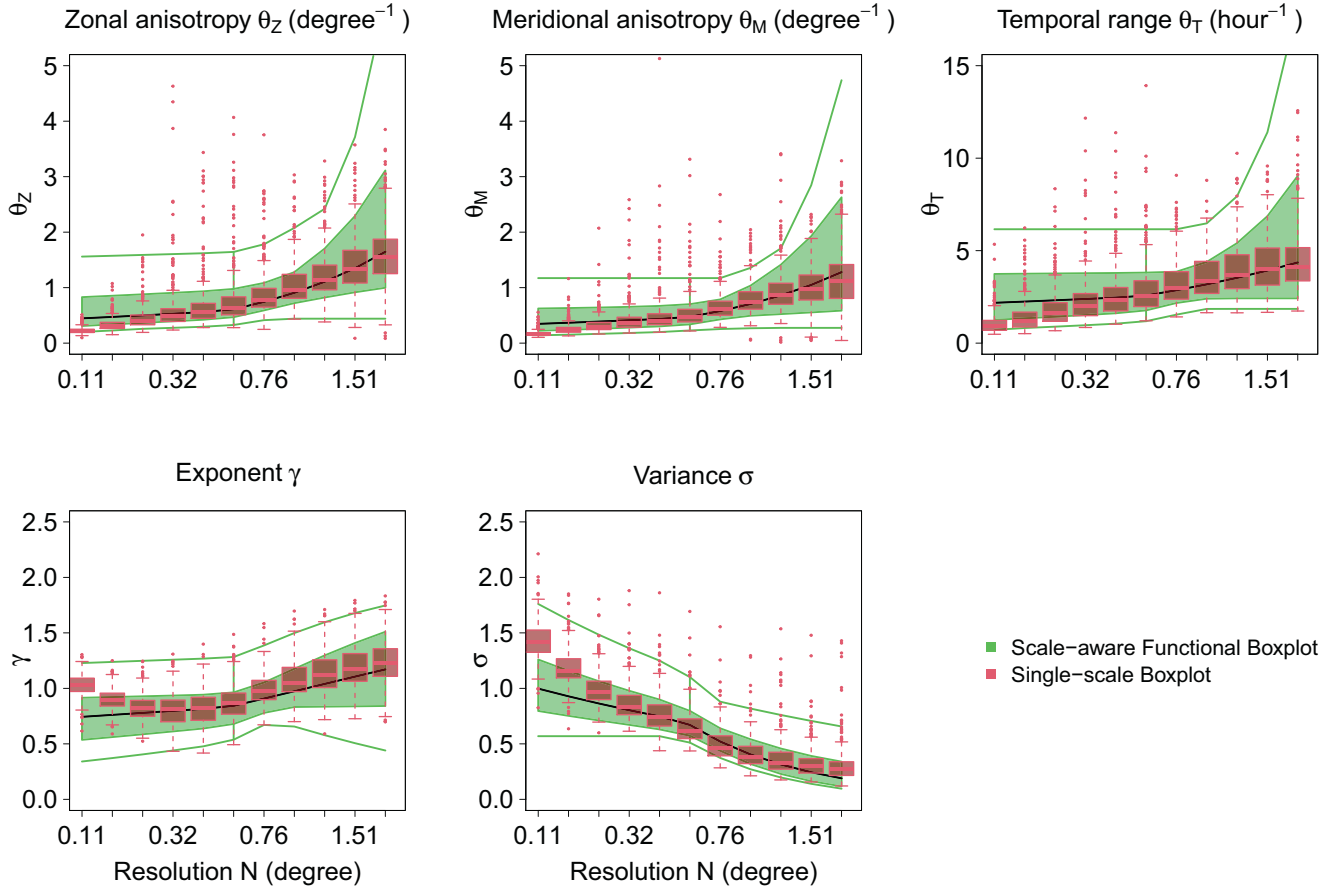 Zonal anisotropy θZ (degree−1)
Meridional anisotropy θM (degree−1)
Temporal range θT (hour−1)
θZ
5
4
3
2
1
0
0.11 0.32 0.76 1.51
θM
5
4
3
2
1
0
0.11 0.32 0.76 1.51
θT
15
10
5
0
0.11 0.32 0.76 1.51
Exponent γ
Variance σ
γ
2.5
2.0
1.5
1.0
0.5
0.0
0.11 0.32 0.76 1.51
Resolution N (degree)
σ
2.5
2.0
1.5
1.0
0.5
0.0
0.11 0.32 0.76 1.51
Resolution N (degree)
Scale−aware Functional Boxplot
Single−scale Boxplot